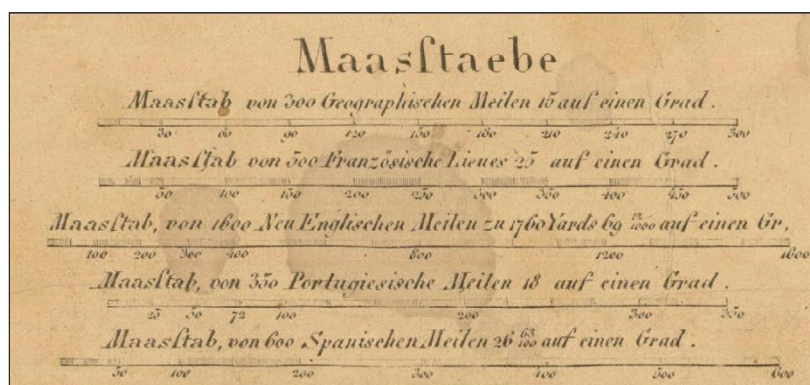 Maasſtaebe
Maasſtab von 300 Geographischen Meilen 15 auf einen Grad.
30 60 90 120 150 180 210 240 270 300
Maasſtab von 500 Französische Lieues 25 auf einen Grad.
50 100 150 200 250 300 350 400 450 500
Maasſtab, von 1600 Neu Englischen Meilen zu 1760 Yards 69 12/1000 auf einen Gr,
100 200 300 400 800 1200 1600
Maasſtab, von 350 Portugiesische Meilen 18 auf einen Grad.
25 50 72 100 200 300 350
Maasſtab, von 600 Spanischen Meilen 26 63/100 auf einen Grad.
50 100 200 300 400 500 600